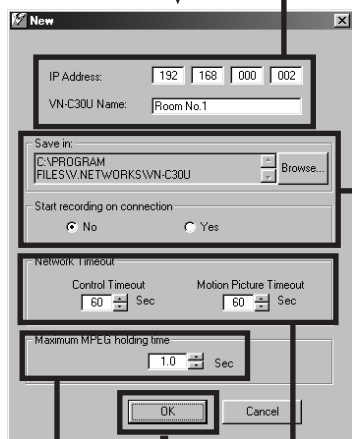 New
IP Address: 192 168 000 002
VN-C30U Name: Room No.1
Save in:
C:\PROGRAM
FILES\V.NETWORKS\VN-C30U
Browse...
Start recording on connection
No Yes
Network Timeout
Control Timeout Motion Picture Timeout
60 Sec 60 Sec
Maximum MPEG holding time
1.0 Sec
OK Cancel